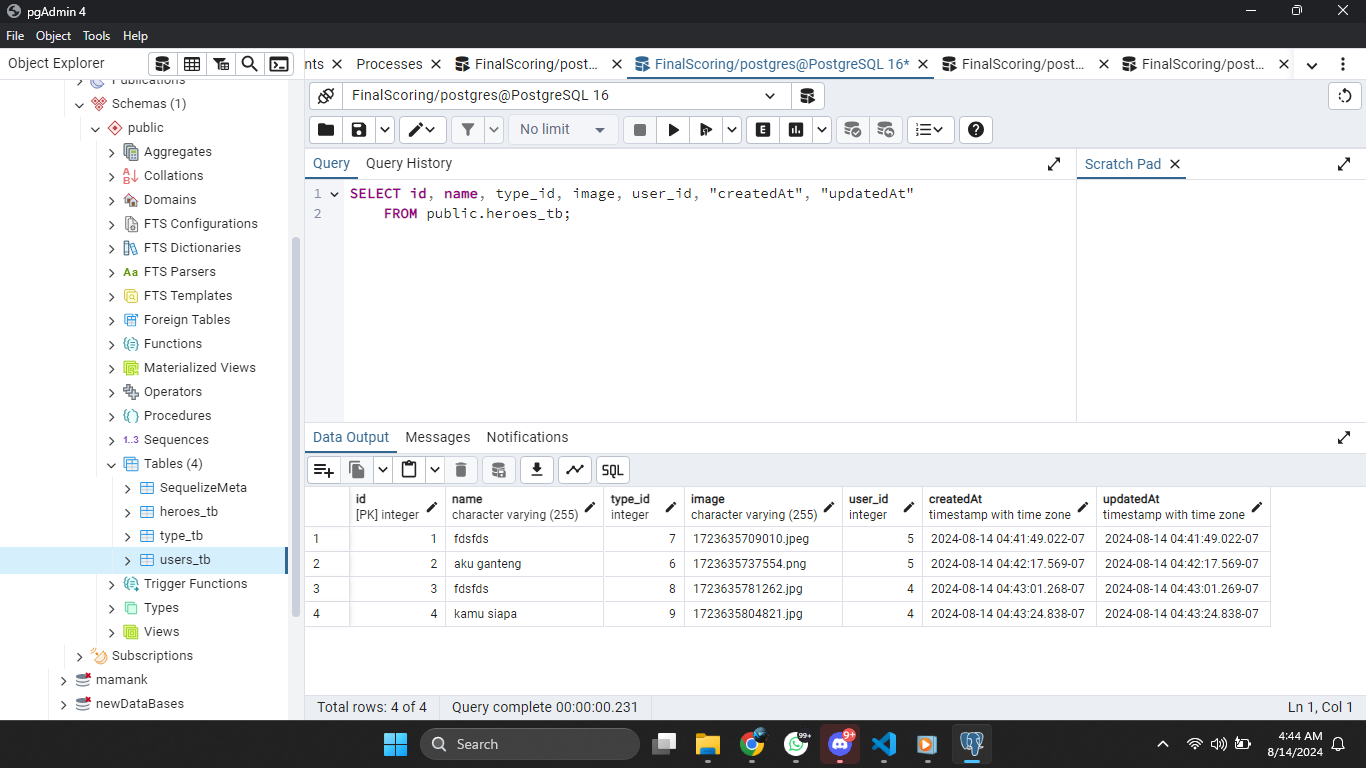 pgAdmin 4
File Object Tools Help
Object Explorer
nts Processes FinalScoring/post... FinalScoring/postgres@PostgreSQL 16* FinalScoring/post... FinalScoring/post...
FinalScoring/postgres@PostgreSQL 16
No limit
E
Query Query History
Scratch Pad
1 SELECT id, name, type_id, image, user_id, "createdAt", "updatedAt"
2 FROM public.heroes_tb;
Publications
Schemas (1)
public
Aggregates
Collations
Domains
FTS Configurations
FTS Dictionaries
Aa FTS Parsers
FTS Templates
Foreign Tables
Functions
Materialized Views
Operators
Procedures
1..3 Sequences
Tables (4)
SequelizeMeta
heroes_tb
type_tb
users_tb
Trigger Functions
Types
Views
Subscriptions
mamank
newDataBases
Data Output Messages Notifications
SQL
id name type_id image user_id createdAt updatedAt
[PK] integer character varying (255) integer character varying (255) integer timestamp with time zone timestamp with time zone
1 1 fdsfds 7 1723635709010.jpeg 5 2024-08-14 04:41:49.022-07 2024-08-14 04:41:49.022-07
2 2 aku ganteng 6 1723635737554.png 5 2024-08-14 04:42:17.569-07 2024-08-14 04:42:17.569-07
3 3 fdsfds 8 1723635781262.jpg 4 2024-08-14 04:43:01.268-07 2024-08-14 04:43:01.268-07
4 4 kamu siapa 9 1723635804821.jpg 4 2024-08-14 04:43:24.838-07 2024-08-14 04:43:24.838-07
Total rows: 4 of 4 Query complete 00:00:00.231 Ln 1, Col 1
Search
99+
9+
4:44 AM
8/14/2024